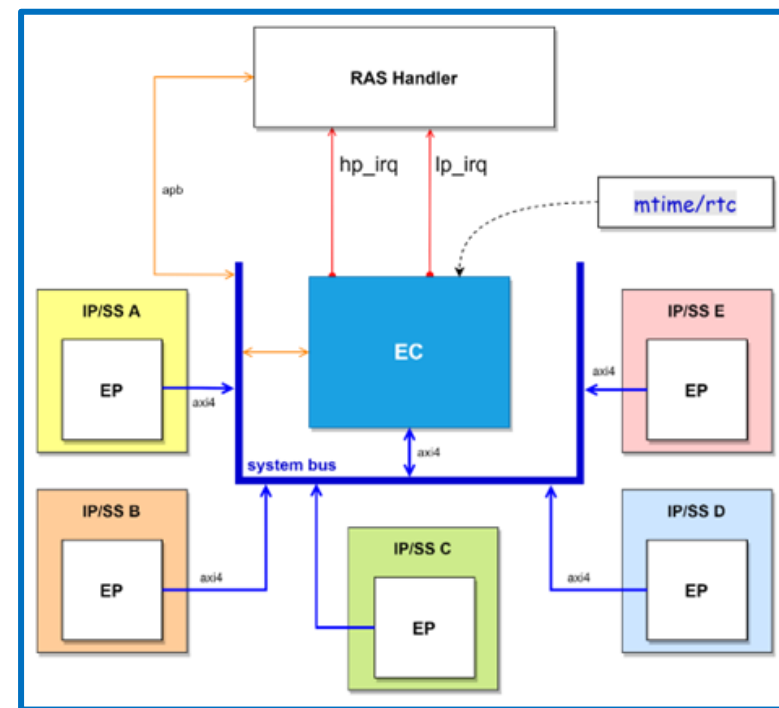 RAS Handler
hp_irq
lp_irq
apb
mtime/rtc
IP/SS A
EP
axi4
EC
IP/SS E
EP
axi4
axi4
system bus
IP/SS B
EP
axi4
IP/SS C
EP
IP/SS D
EP
axi4